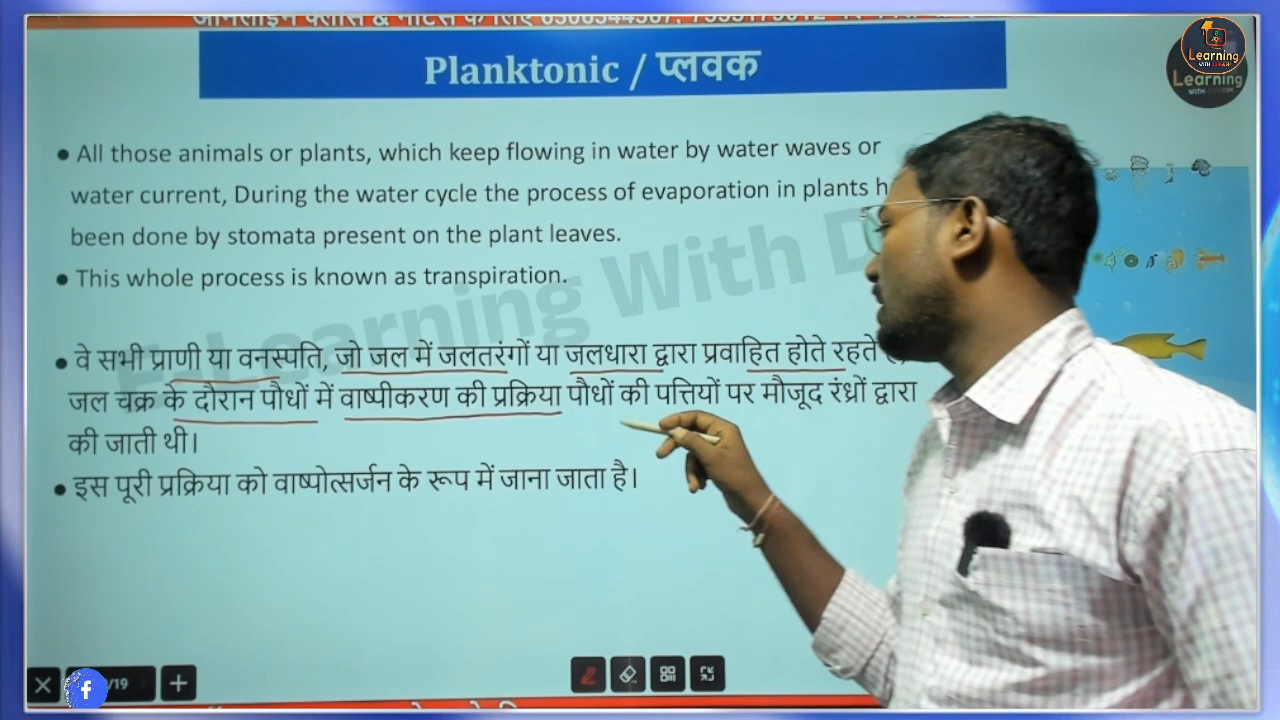 Planktonic / प्लवक
Learning
Learning
● All those animals or plants, which keep flowing in water by water waves or
water current, During the water cycle the process of evaporation in plants
been done by stomata present on the plant leaves.
● This whole process is known as transpiration.
E-Learning With D
● वे सभी प्राणी या वनस्पति, जो जल में जलतरंगों या जलधारा द्वारा प्रवाहित होते रहते
जल चक्र के दौरान पौधों में वाष्पीकरण की प्रक्रिया पौधों की पत्तियों पर मौजूद रंध्रों द्वारा
की जाती थी।
● इस पूरी प्रक्रिया को वाष्पोत्सर्जन के रूप में जाना जाता है।
f
/19